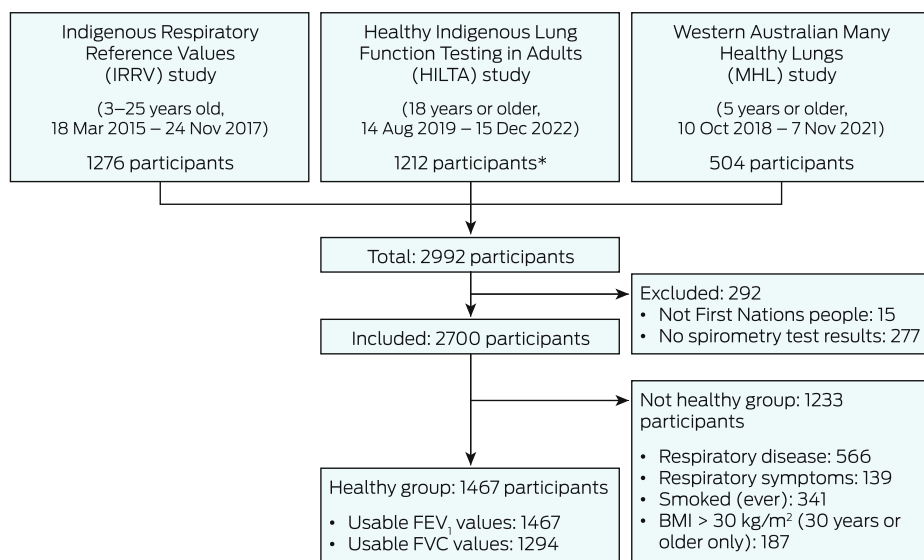 Indigenous Respiratory
Reference Values
(IRRV) study
(3–25 years old,
18 Mar 2015 – 24 Nov 2017)
1276 participants
Healthy Indigenous Lung
Function Testing in Adults
(HILTA) study
(18 years or older,
14 Aug 2019 – 15 Dec 2022)
1212 participants*
Western Australian Many
Healthy Lungs
(MHL) study
(5 years or older,
10 Oct 2018 – 7 Nov 2021)
504 participants
Total: 2992 participants
Excluded: 292
• Not First Nations people: 15
• No spirometry test results: 277
Included: 2700 participants
Not healthy group: 1233
participants
• Respiratory disease: 566
• Respiratory symptoms: 139
• Smoked (ever): 341
• BMI > 30 kg/m² (30 years or
older only): 187
Healthy group: 1467 participants
• Usable FEV₁ values: 1467
• Usable FVC values: 1294